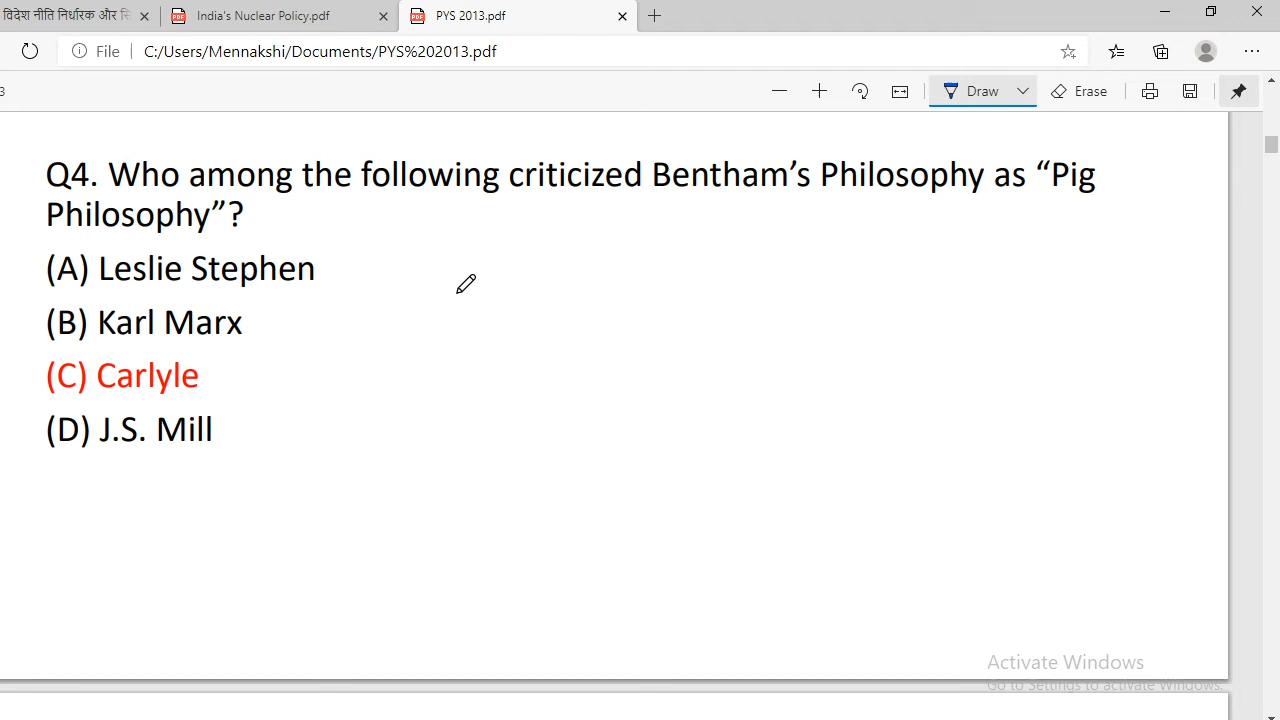 विदेश नीति निर्धारक और
India's Nuclear Policy.pdf
PYS 2013.pdf
File
C:/Users/Mennakshi/Documents/PYS%202013.pdf
3
Draw
Erase
Q4. Who among the following criticized Bentham’s Philosophy as “Pig
Philosophy”?
(A) Leslie Stephen
(B) Karl Marx
(C) Carlyle
(D) J.S. Mill
Activate Windows
Go to Settings to activate Windows.